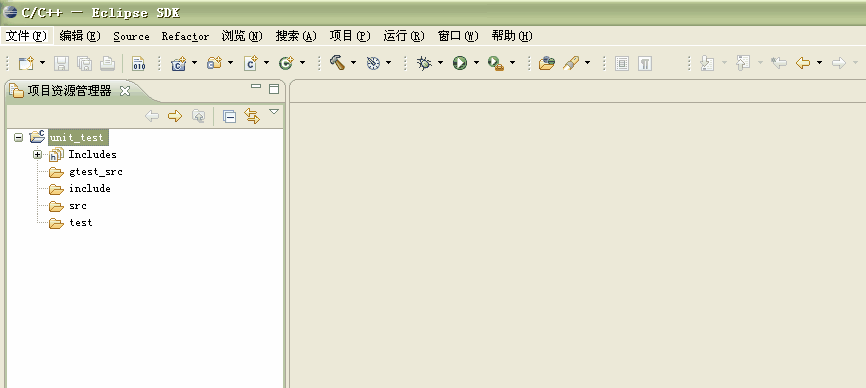 C/C++ — Eclipse SDK
文件(F) 编辑(E) Source Refactor 浏览(N) 搜索(A) 项目(P) 运行(R) 窗口(W) 帮助(H)
010
项目资源管理器
unit_test
Includes
gtest_src
include
src
test